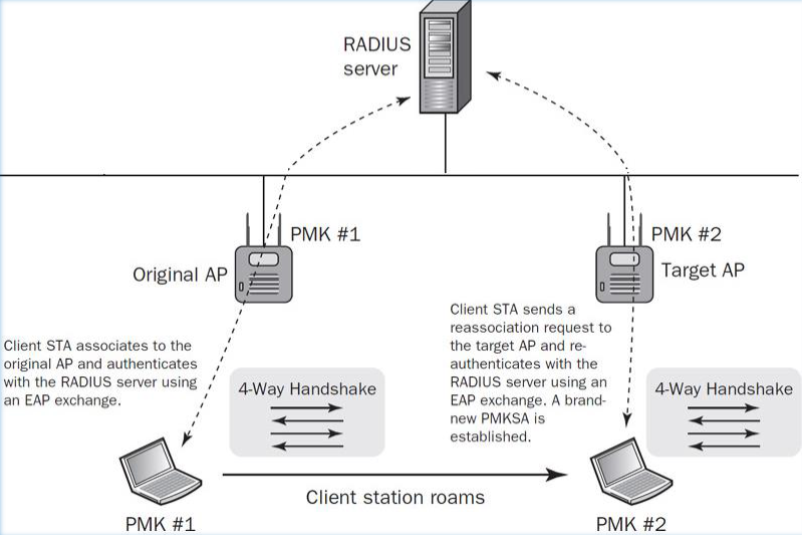 RADIUS
server
PMK #1
PMK #2
Original AP
Target AP
Client STA associates to the
original AP and authenticates
with the RADIUS server using
an EAP exchange.
4-Way Handshake
Client STA sends a
reassociation request to
the target AP and re-
authenticates with the
RADIUS server using an
EAP exchange. A brand-
new PMKSA is
established.
4-Way Handshake
Client station roams
PMK #1
PMK #2